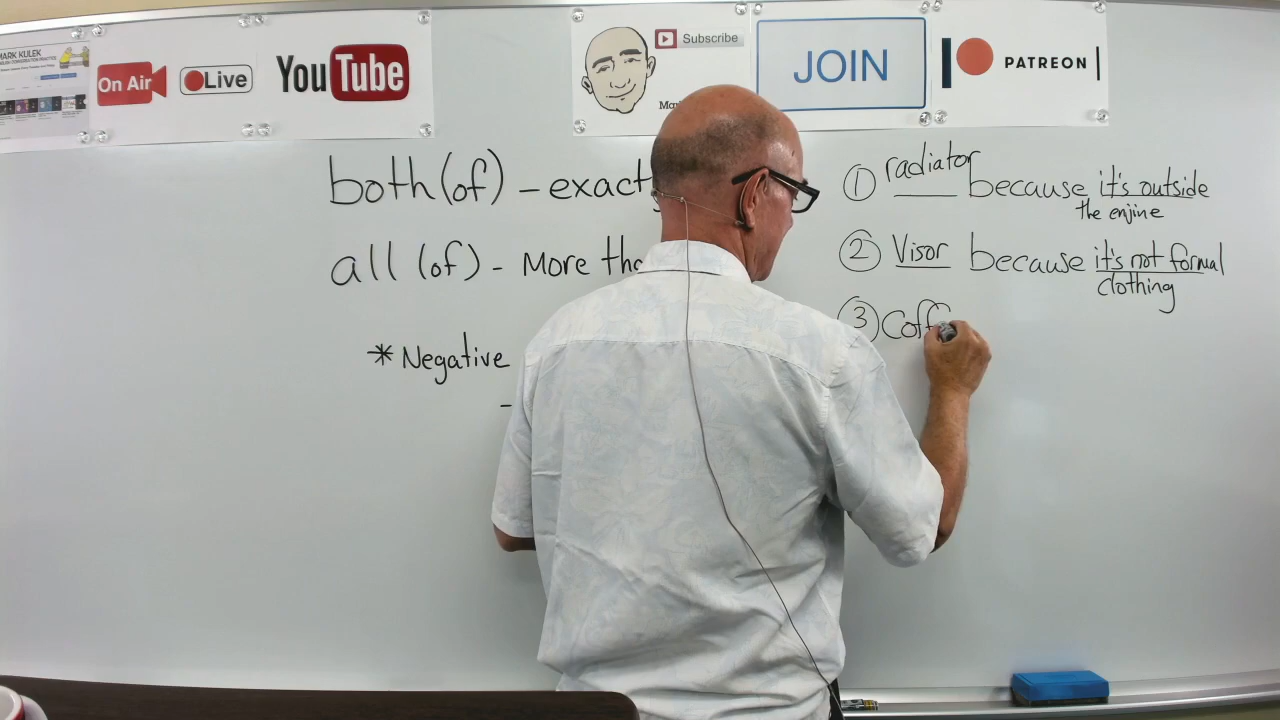 MARK KULEK
On Air
Live
YouTube
Subscribe
JOIN
PATREON
both (of) - exact
all (of) - More tha
* Negative
-
① radiator because it's outside
the enjine
② Visor because it's not formal
clothing
③ Coff